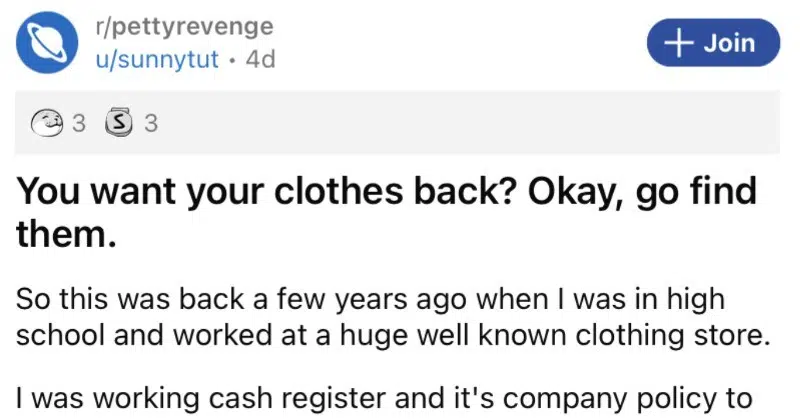 r/pettyrevenge
u/sunnytut • 4d
+ Join
3 S 3
You want your clothes back? Okay, go find
them.
So this was back a few years ago when I was in high
school and worked at a huge well known clothing store.
I was working cash register and it's company policy to